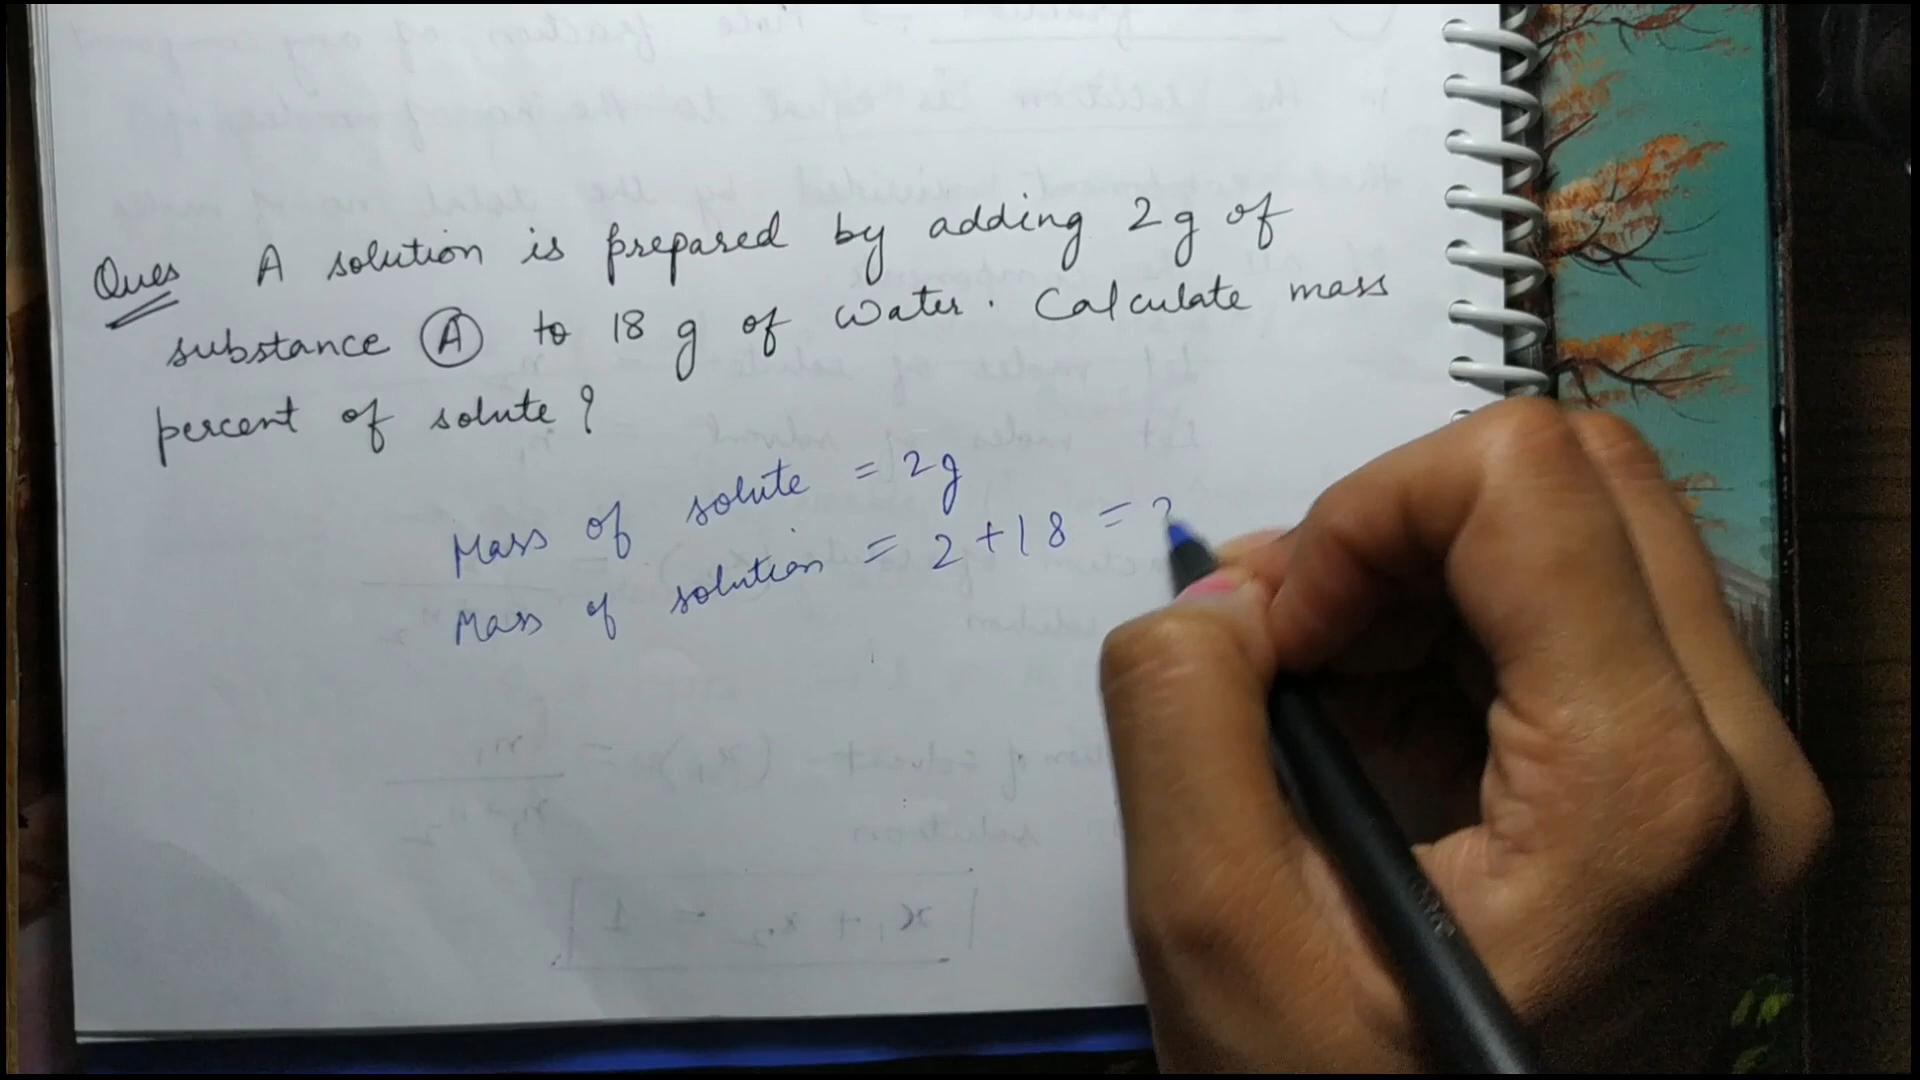 Ques A solution is prepared by adding 2g of
substance A to 18 g of water. Calculate mass
percent of solute?
Mass of solute = 2g
Mass of solution = 2+18 = 2